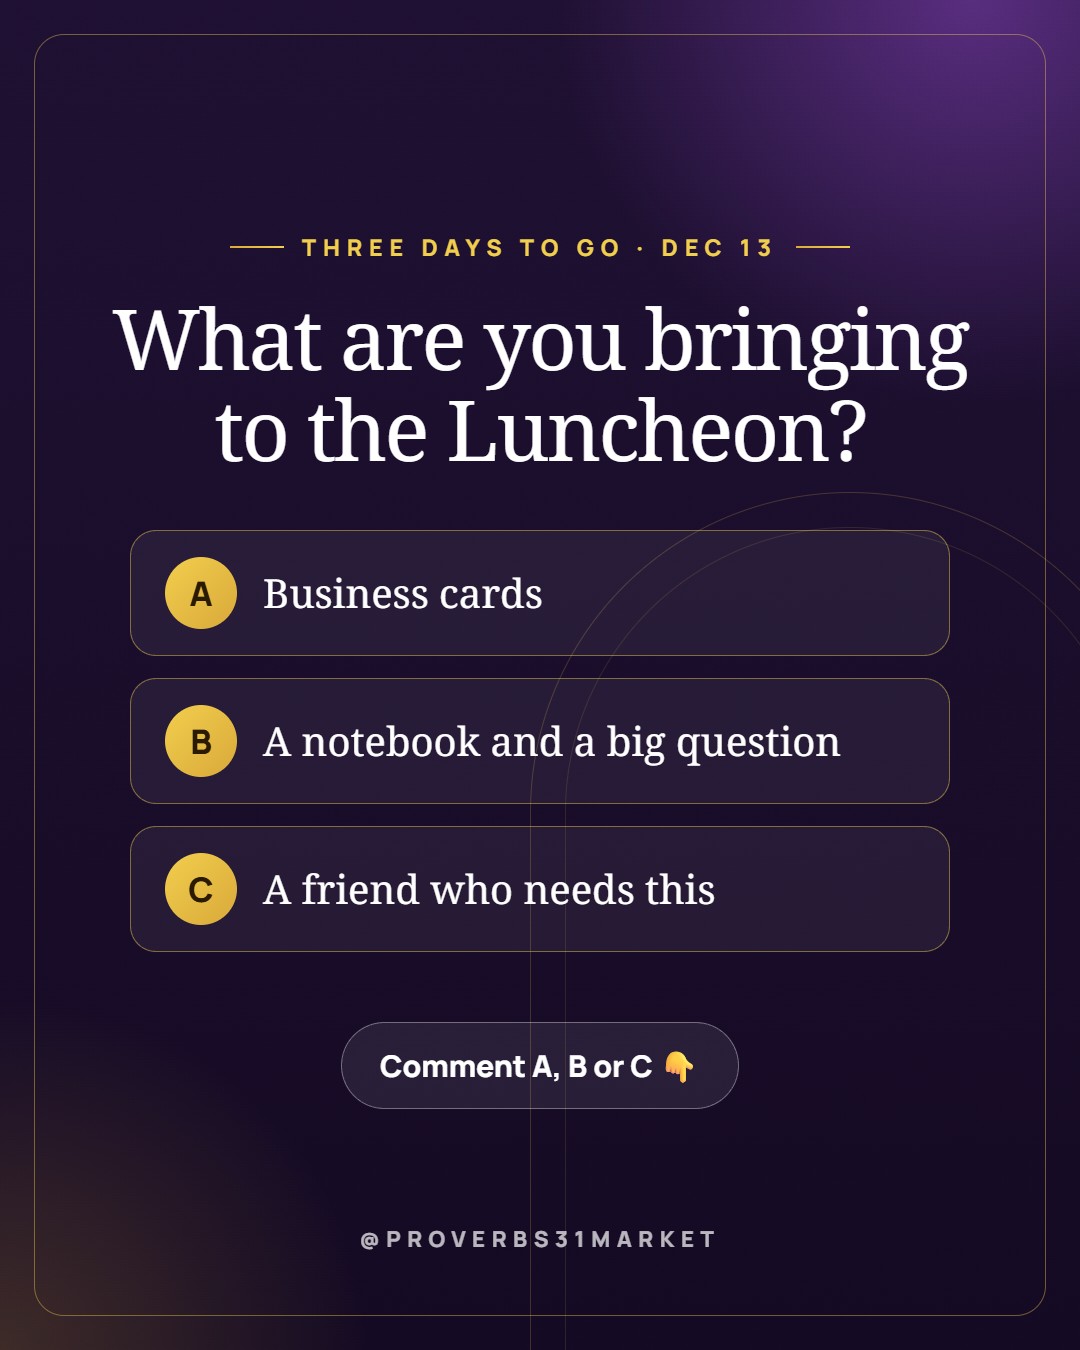 THREE DAYS TO GO · DEC 13
What are you bringing
to the Luncheon?
A Business cards
B A notebook and a big question
C A friend who needs this
Comment A, B or C 👇
@PROVERBS31MARKET